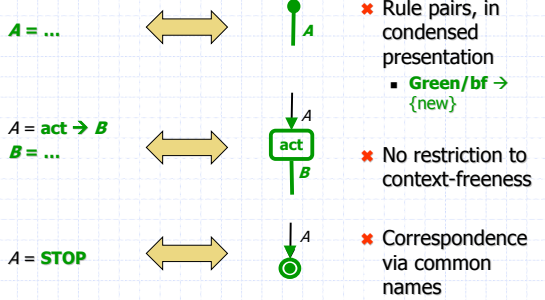 A = ...
A
A = act → B
B = ...
A
act
B
A = STOP
A
Rule pairs, in
condensed
presentation
Green/bf →
{new}
No restriction to
context-freeness
Correspondence
via common
names